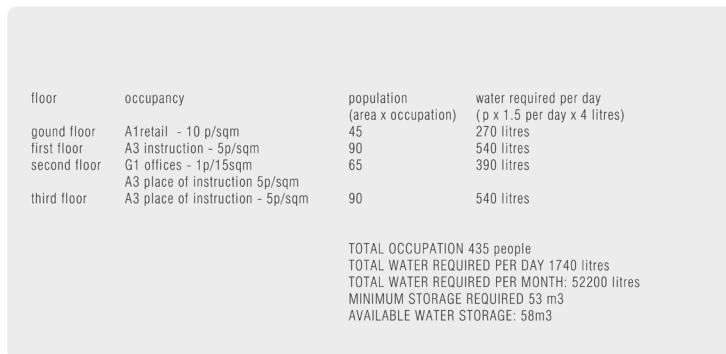 floor occupancy population water required per day
(area x occupation) ( p x 1.5 per day x 4 litres)
gound floor A1retail - 10 p/sqm 45 270 litres
first floor A3 instruction - 5p/sqm 90 540 litres
second floor G1 offices - 1p/15sqm 65 390 litres
A3 place of instruction 5p/sqm
third floor A3 place of instruction - 5p/sqm 90 540 litres
TOTAL OCCUPATION 435 people
TOTAL WATER REQUIRED PER DAY 1740 litres
TOTAL WATER REQUIRED PER MONTH: 52200 litres
MINIMUM STORAGE REQUIRED 53 m3
AVAILABLE WATER STORAGE: 58m3